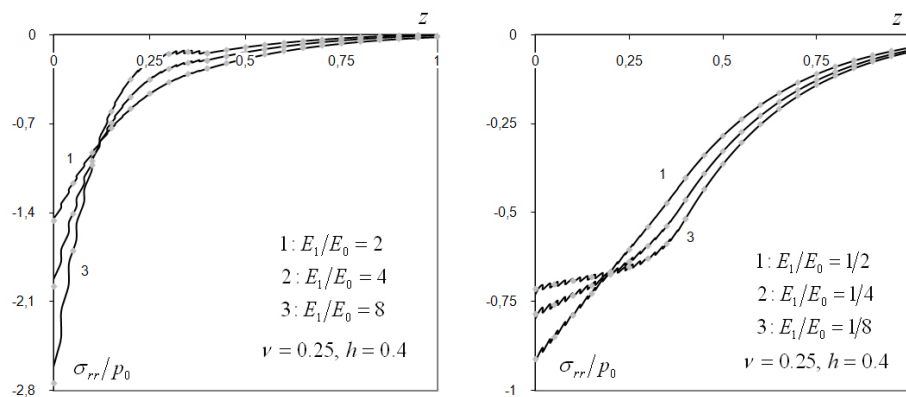 z
0
0 0,25 0,5 0,75 1
-0,7
1
-1,4
3
-2,1
-2,8
1: E₁/E₀ = 2
2: E₁/E₀ = 4
3: E₁/E₀ = 8
ν = 0.25, h = 0.4
σ_rr/p₀
z
0
0 0,25 0,5 0,75
-0,25
1
-0,5
3
-0,75
-1
1: E₁/E₀ = 1/2
2: E₁/E₀ = 1/4
3: E₁/E₀ = 1/8
ν = 0.25, h = 0.4
σ_rr/p₀